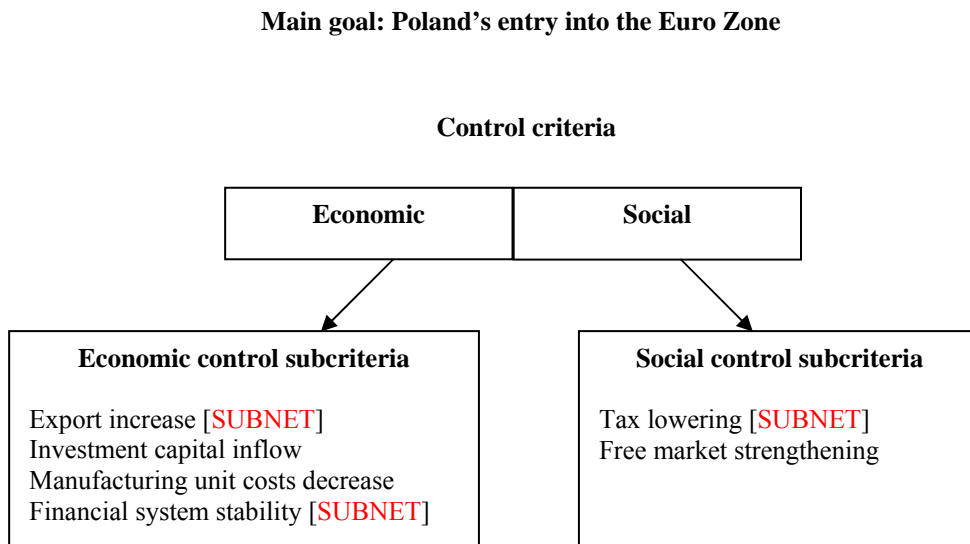 Main goal: Poland's entry into the Euro Zone
Control criteria
Economic
Social
Economic control subcriteria
Export increase [SUBNET]
Investment capital inflow
Manufacturing unit costs decrease
Financial system stability [SUBNET]
Social control subcriteria
Tax lowering [SUBNET]
Free market strengthening